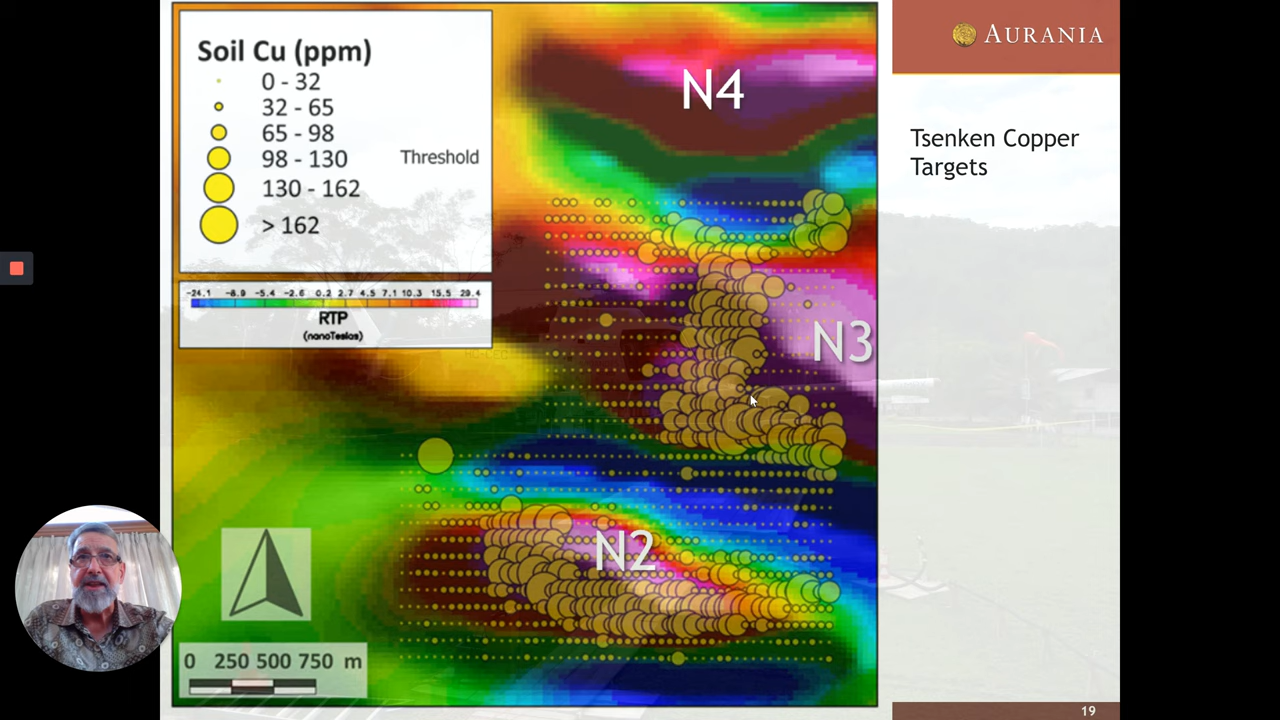 Soil Cu (ppm)
0 - 32
32 - 65
65 - 98
98 - 130 Threshold
130 - 162
> 162
-24.1 -8.9 -5.4 -2.6 0.2 2.7 4.5 7.1 10.3 15.5 29.4
RTP
(nanoTeslas)
N4
N3
N2
0 250 500 750 m
AURANIA
Tsenken Copper
Targets
19